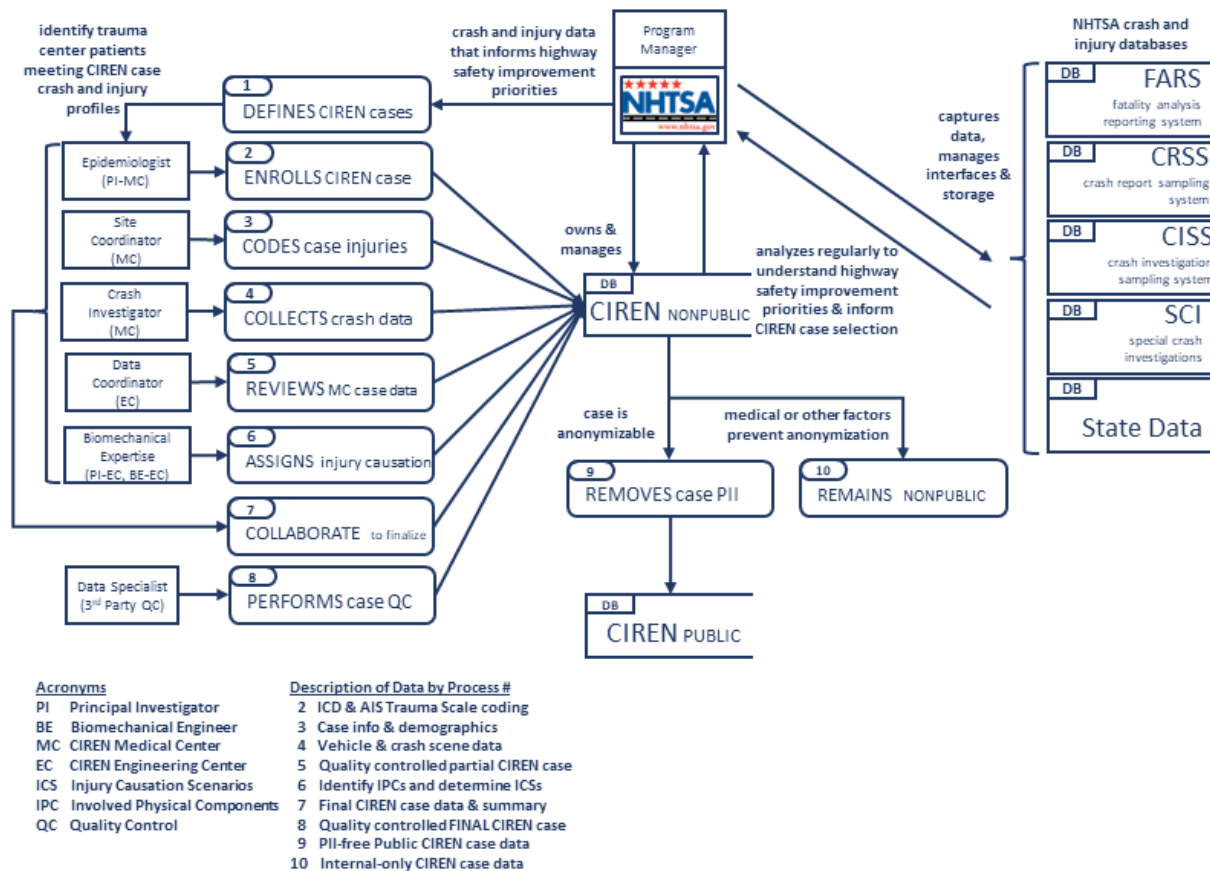 identify trauma
center patients
meeting CIREN case
crash and injury
profiles
crash and injury data
that informs highway
safety improvement
priorities
Program
Manager
NHTSA
www.nhtsa.gov
NHTSA crash and
injury databases
captures
data,
manages
interfaces &
storage
DB
FARS
fatality analysis
reporting system
DB
CRSS
crash report sampling
system
DB
CISS
crash investigation
sampling system
DB
SCI
special crash
investigations
DB
State Data
1
DEFINES CIREN cases
Epidemiologist
(PI-MC)
2
ENROLLS CIREN case
Site
Coordinator
(MC)
3
CODES case injuries
Crash
Investigator
(MC)
4
COLLECTS crash data
Data
Coordinator
(EC)
5
REVIEWS MC case data
Biomechanical
Expertise
(PI-EC, BE-EC)
6
ASSIGNS injury causation
7
COLLABORATE to finalize
Data Specialist
(3rd Party QC)
8
PERFORMS case QC
owns &
manages
analyzes regularly to
understand highway
safety improvement
priorities & inform
CIREN case selection
DB
CIREN NONPUBLIC
case is
anonymizable
medical or other factors
prevent anonymization
9
REMOVES case PII
10
REMAINS NONPUBLIC
DB
CIREN PUBLIC
Acronyms
PI Principal Investigator
BE Biomechanical Engineer
MC CIREN Medical Center
EC CIREN Engineering Center
ICS Injury Causation Scenarios
IPC Involved Physical Components
QC Quality Control
Description of Data by Process #
2 ICD & AIS Trauma Scale coding
3 Case info & demographics
4 Vehicle & crash scene data
5 Quality controlled partial CIREN case
6 Identify IPCs and determine ICSs
7 Final CIREN case data & summary
8 Quality controlled FINAL CIREN case
9 PII-free Public CIREN case data
10 Internal-only CIREN case data